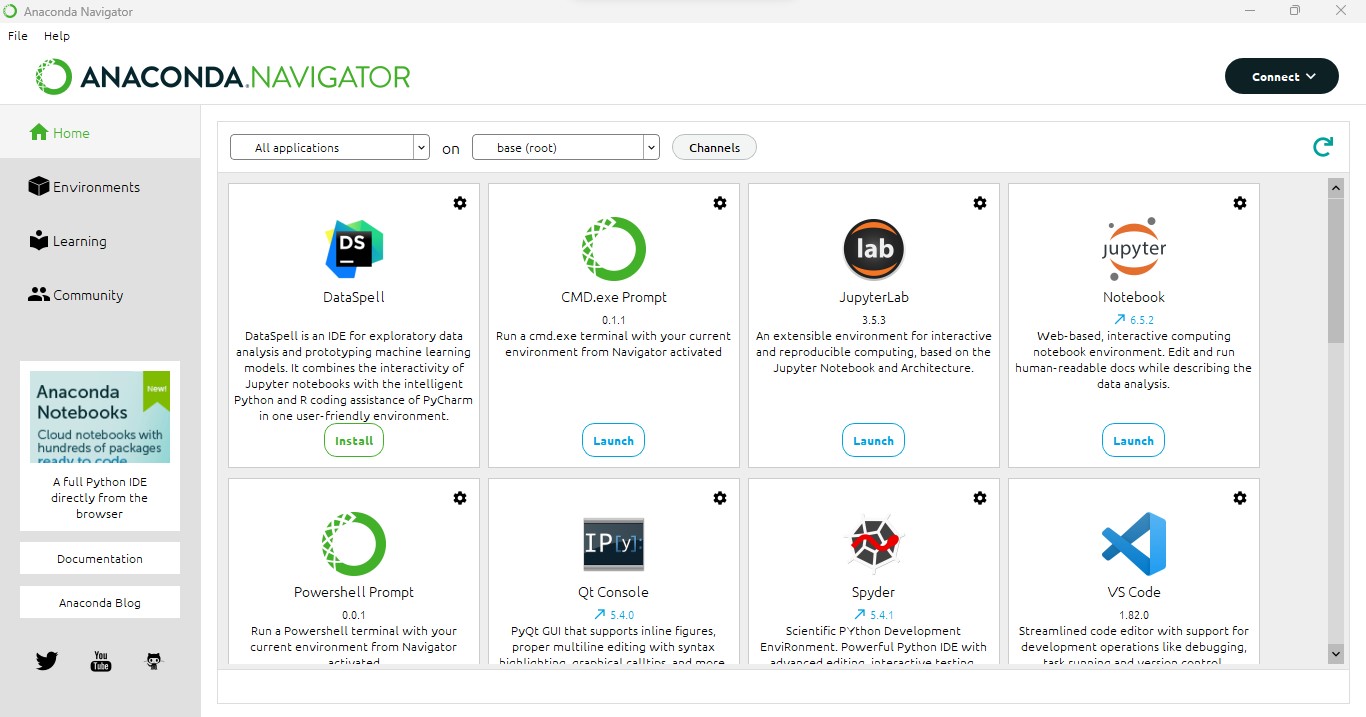 Anaconda Navigator
File Help
ANACONDA.NAVIGATOR
Connect
Home
Environments
Learning
Community
Anaconda
Notebooks
New!
Cloud notebooks with
hundreds of packages
ready to code
A full Python IDE
directly from the
browser
Documentation
Anaconda Blog
You
Tube
All applications
on
base (root)
Channels
DS
DataSpell
DataSpell is an IDE for exploratory data
analysis and prototyping machine learning
models. It combines the interactivity of
Jupyter notebooks with the intelligent
Python and R coding assistance of PyCharm
in one user-friendly environment.
Install
CMD.exe Prompt
0.1.1
Run a cmd.exe terminal with your current
environment from Navigator activated
Launch
lab
JupyterLab
3.5.3
An extensible environment for interactive
and reproducible computing, based on the
Jupyter Notebook and Architecture.
Launch
jupyter
Notebook
6.5.2
Web-based, interactive computing
notebook environment. Edit and run
human-readable docs while describing the
data analysis.
Launch
Powershell Prompt
0.0.1
Run a Powershell terminal with your
current environment from Navigator
activated
IP[y]:
Qt Console
5.4.0
PyQt GUI that supports inline figures,
proper multiline editing with syntax
highlighting, graphical calltips, and more.
Spyder
5.4.1
Scientific PYthon Development
EnviRonment. Powerful Python IDE with
advanced editing, interactive testing,
VS Code
1.82.0
Streamlined code editor with support for
development operations like debugging,
task running and version control.